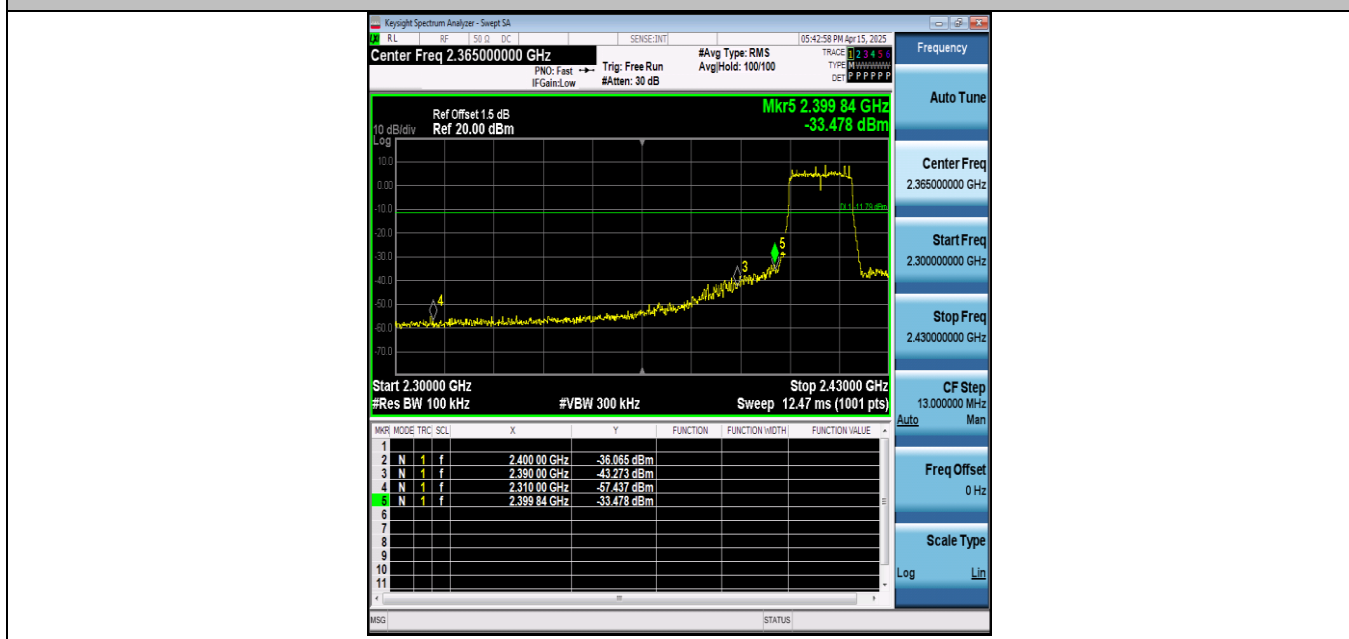 Keysight Spectrum Analyzer - Swept SA
RL RF 50 Ω DC SENSE:INT 05:42:58 PM Apr 15, 2025
Center Freq 2.365000000 GHz
PNO: Fast
IFGain:Low
Trig: Free Run
#Atten: 30 dB
#Avg Type: RMS
Avg|Hold: 100/100
TRACE 1 2 3 4 5 6
TYPE M
DET P P P P P P
Mkr5 2.399 84 GHz
-33.478 dBm
Ref Offset 1.5 dB
10 dB/div Ref 20.00 dBm
Log
10.0
0.00
-10.0
-20.0
-30.0
-40.0
-50.0
-60.0
-70.0
-11.79 dBm
5
3
4
Start 2.30000 GHz Stop 2.43000 GHz
#Res BW 100 kHz #VBW 300 kHz Sweep 12.47 ms (1001 pts)
MKR MODE TRC SCL X Y FUNCTION FUNCTION WIDTH FUNCTION VALUE
1
2 N 1 f 2.400 00 GHz -36.065 dBm
3 N 1 f 2.390 00 GHz -43.273 dBm
4 N 1 f 2.310 00 GHz -57.437 dBm
5 N 1 f 2.399 84 GHz -33.478 dBm
6
7
8
9
10
11
MSG STATUS
Frequency
Auto Tune
Center Freq
2.365000000 GHz
Start Freq
2.300000000 GHz
Stop Freq
2.430000000 GHz
CF Step
13.000000 MHz
Auto Man
Freq Offset
0 Hz
Scale Type
Log Lin